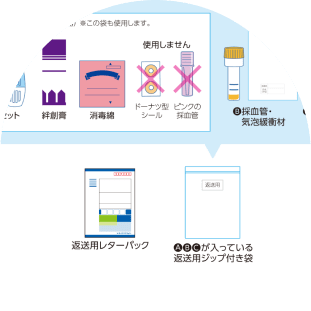 ※この袋も使用します。
使用しません
ット
絆創膏
消毒綿
ドーナツ型
シール
ピンクの
採血管
B採血管・
気泡緩衝材
返送用
返送用レターパック
ABCが入っている
返送用ジップ付き袋